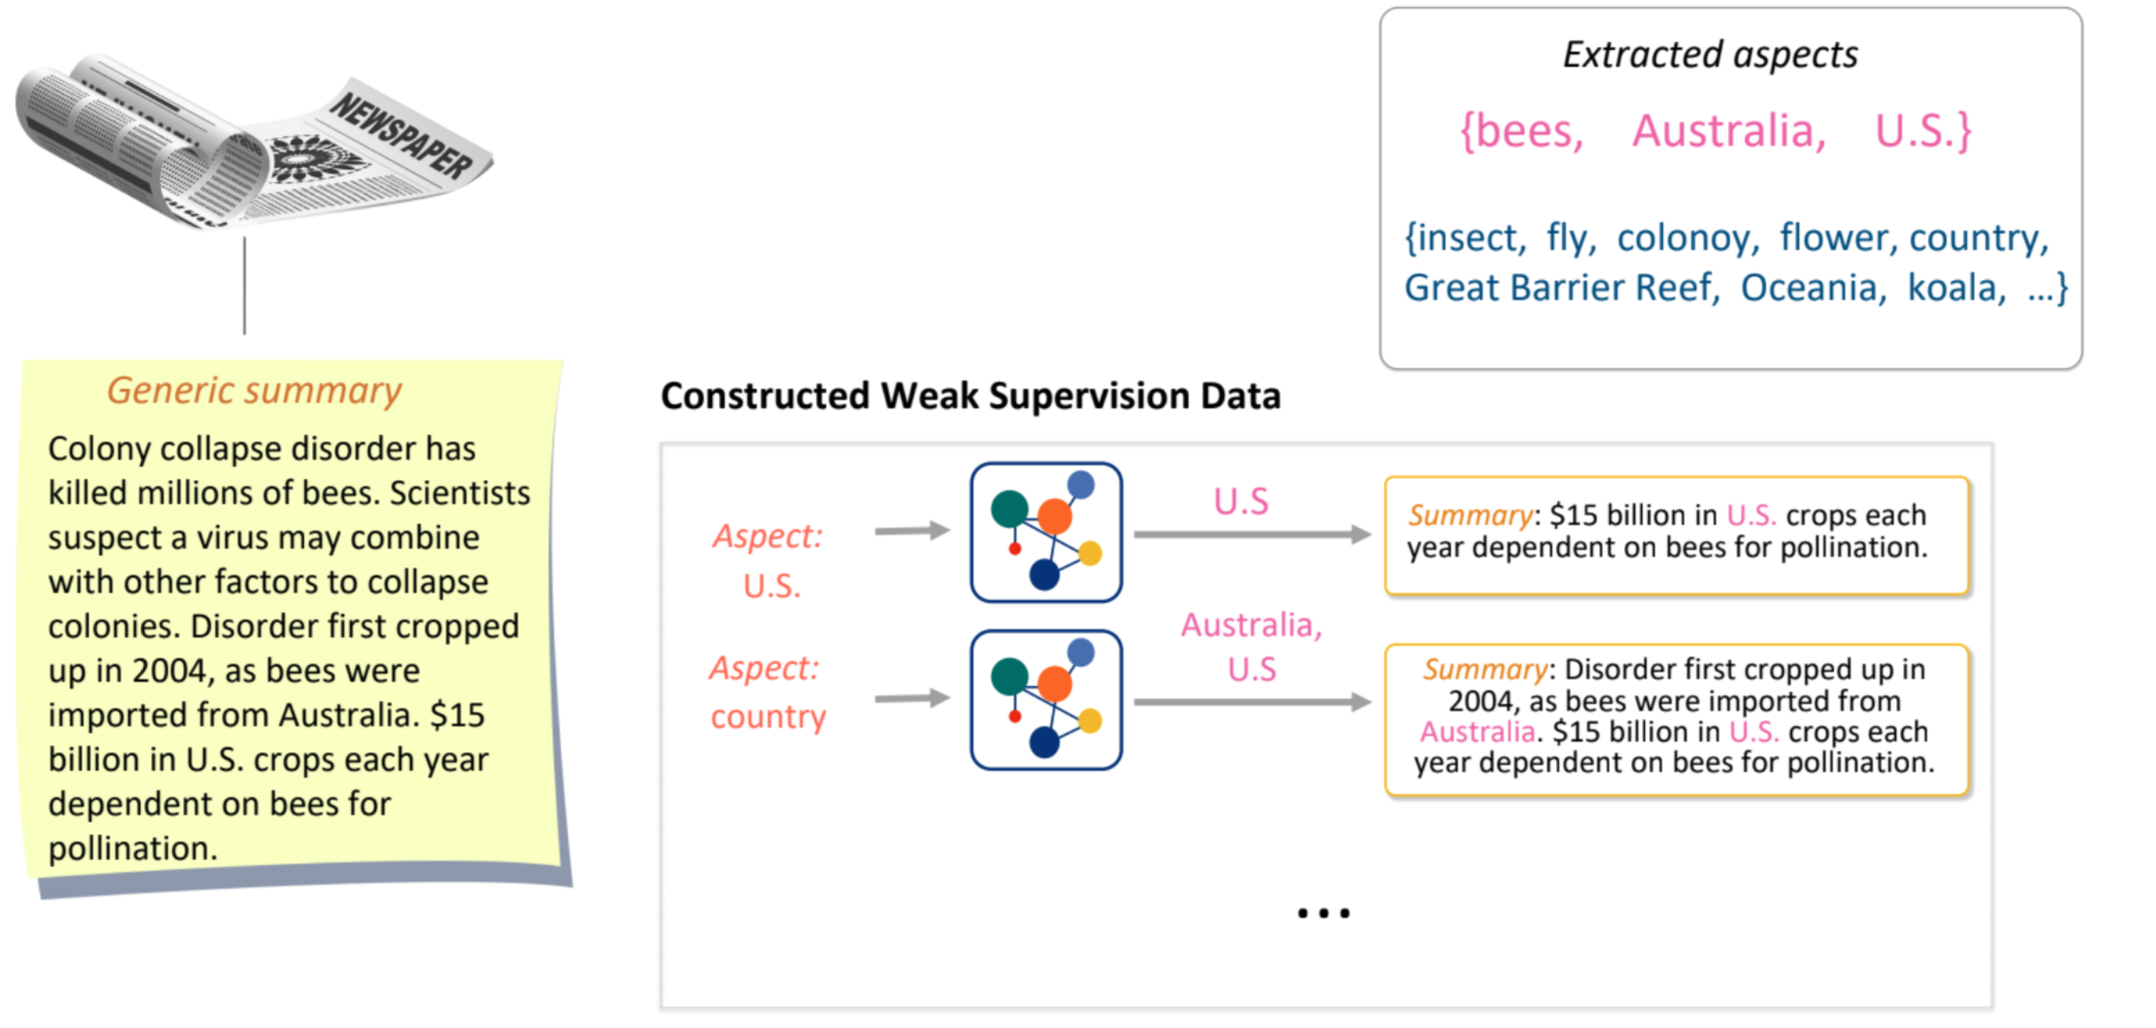 NEWSPAPER
Extracted aspects
{bees, Australia, U.S.}
{insect, fly, colonoy, flower, country,
Great Barrier Reef, Oceania, koala, ...}
Generic summary
Colony collapse disorder has
killed millions of bees. Scientists
suspect a virus may combine
with other factors to collapse
colonies. Disorder first cropped
up in 2004, as bees were
imported from Australia. $15
billion in U.S. crops each year
dependent on bees for
pollination.
Constructed Weak Supervision Data
Aspect:
U.S.
U.S
Summary: $15 billion in U.S. crops each
year dependent on bees for pollination.
Aspect:
country
Australia,
U.S
Summary: Disorder first cropped up in
2004, as bees were imported from
Australia. $15 billion in U.S. crops each
year dependent on bees for pollination.
...